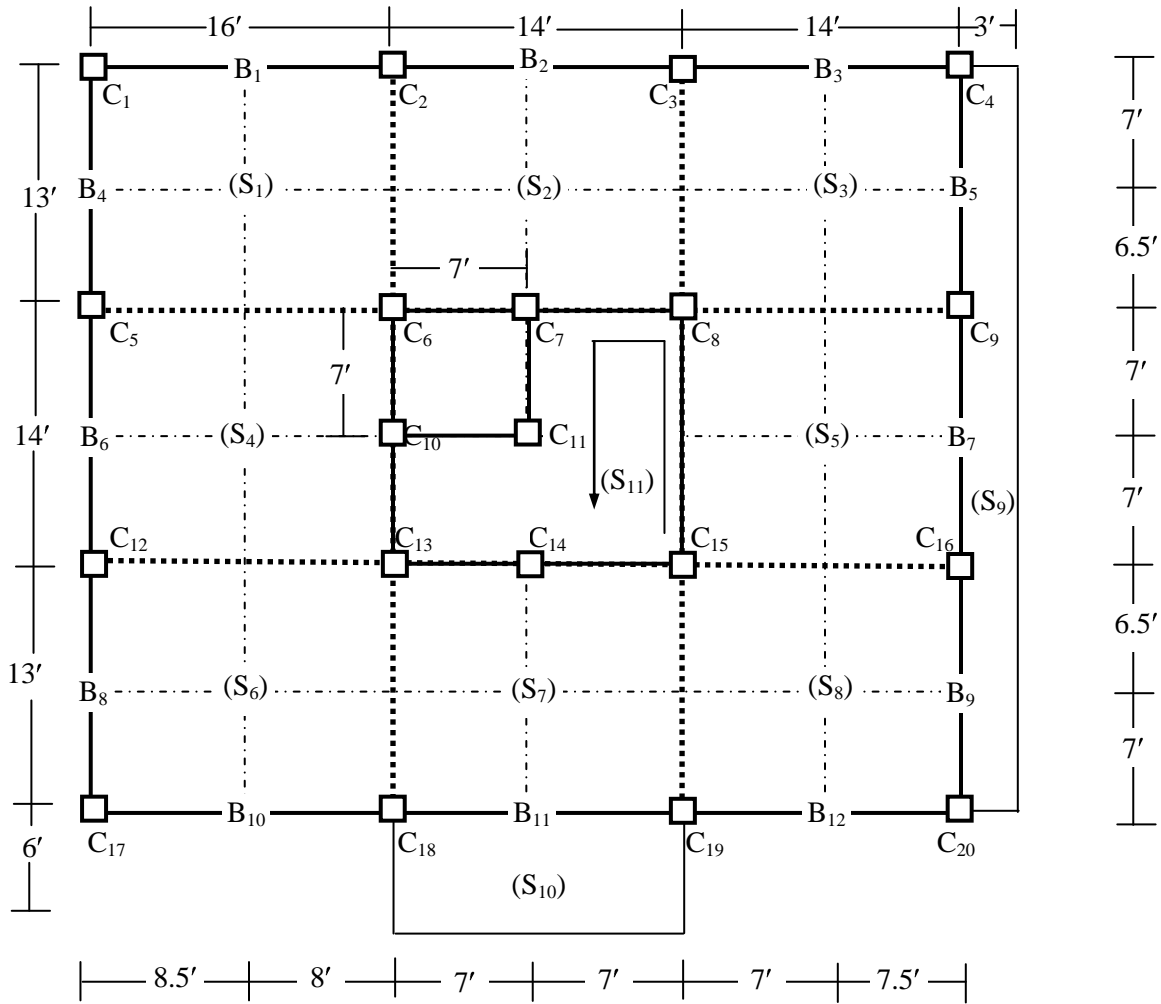 16′ 14′ 14′ 3′
B₁ B₂ B₃
C₁ C₂ C₃ C₄
7′
13′ B₄ (S₁) (S₂) (S₃) B₅
6.5′
7′
C₅ C₆ C₇ C₈ C₉
7′ 7′
14′ B₆ (S₄) C₁₀ C₁₁ (S₅) B₇
(S₁₁) (S₉) 7′
C₁₂ C₁₃ C₁₄ C₁₅ C₁₆
6.5′
13′ B₈ (S₆) (S₇) (S₈) B₉
7′
B₁₀ B₁₁ B₁₂
6′ C₁₇ C₁₈ C₁₉ C₂₀
(S₁₀)
8.5′ 8′ 7′ 7′ 7′ 7.5′